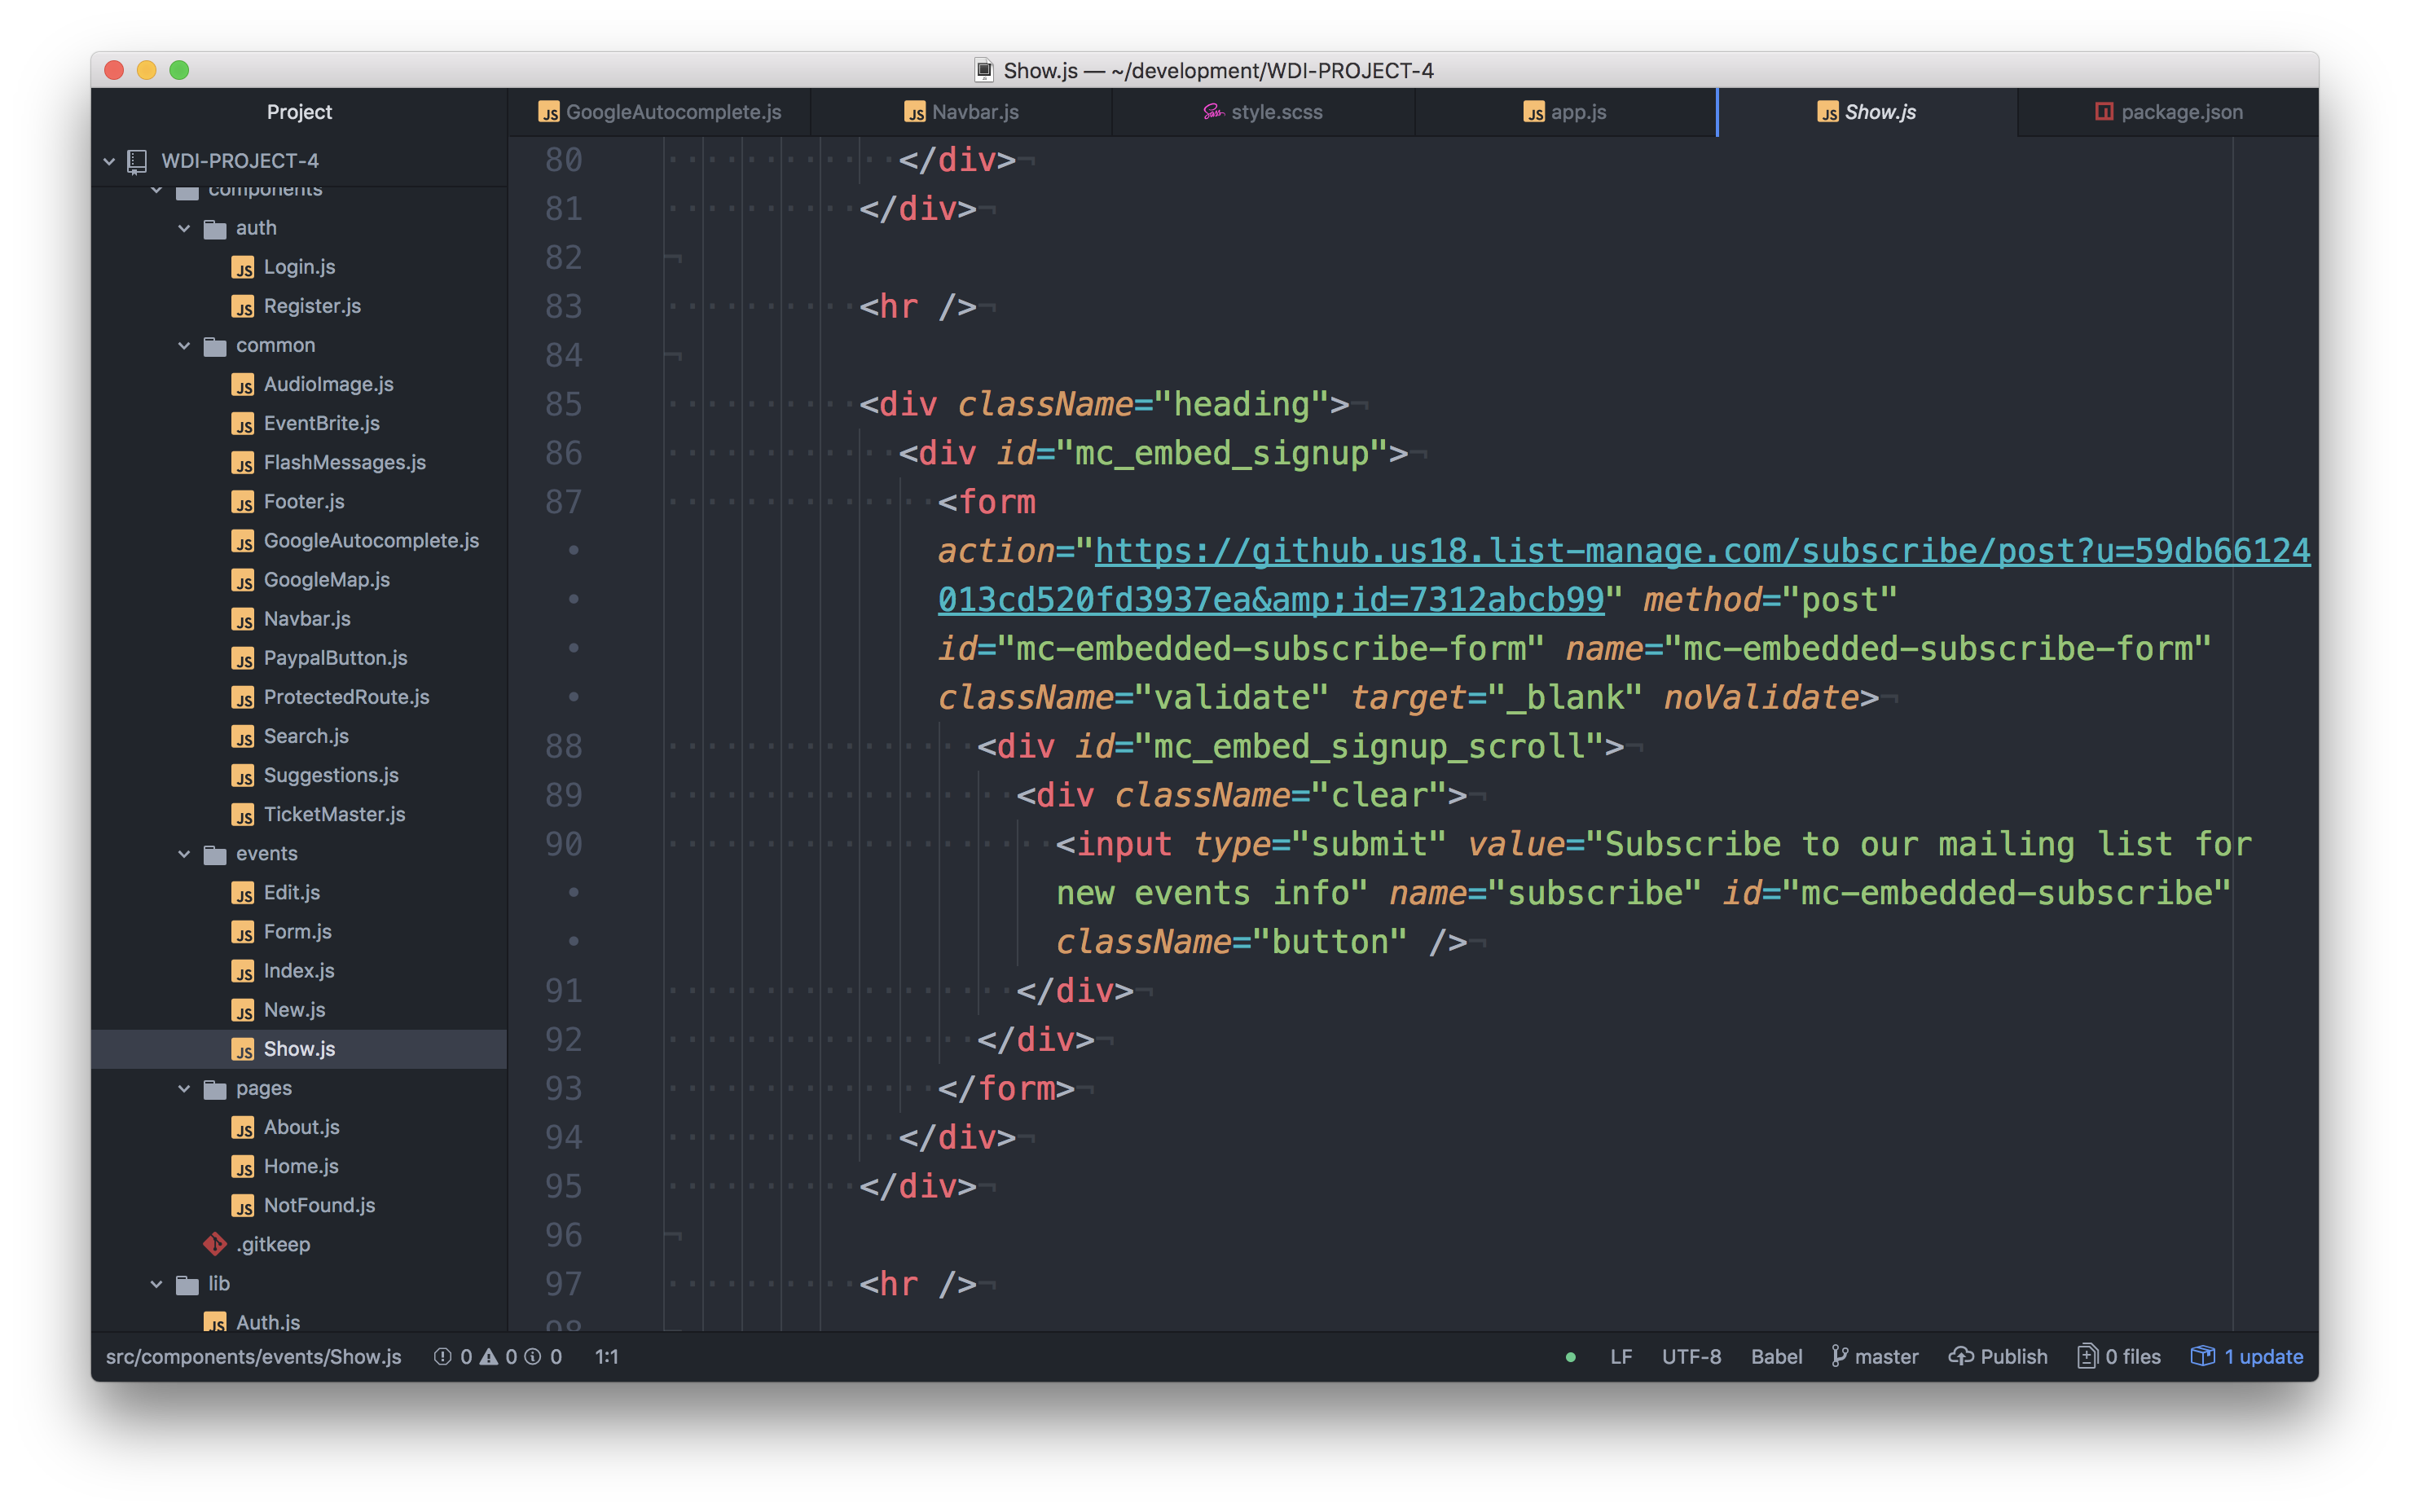 Show.js — ~/development/WDI-PROJECT-4
Project
GoogleAutocomplete.js
Navbar.js
style.scss
app.js
Show.js
package.json
WDI-PROJECT-4
components
auth
Login.js
Register.js
common
AudioImage.js
EventBrite.js
FlashMessages.js
Footer.js
GoogleAutocomplete.js
GoogleMap.js
Navbar.js
PaypalButton.js
ProtectedRoute.js
Search.js
Suggestions.js
TicketMaster.js
events
Edit.js
Form.js
Index.js
New.js
Show.js
pages
About.js
Home.js
NotFound.js
.gitkeep
lib
Auth.js
80 </div>
81 </div>
82
83 <hr />
84
85 <div className="heading">
86 <div id="mc_embed_signup">
87 <form
action="https://github.us18.list-manage.com/subscribe/post?u=59db66124
013cd520fd3937ea&amp;id=7312abcb99" method="post"
id="mc-embedded-subscribe-form" name="mc-embedded-subscribe-form"
className="validate" target="_blank" noValidate>
88 <div id="mc_embed_signup_scroll">
89 <div className="clear">
90 <input type="submit" value="Subscribe to our mailing list for
new events info" name="subscribe" id="mc-embedded-subscribe"
className="button" />
91 </div>
92 </div>
93 </form>
94 </div>
95 </div>
96
97 <hr />
98
src/components/events/Show.js 0 0 0 1:1
LF UTF-8 Babel master Publish 0 files 1 update